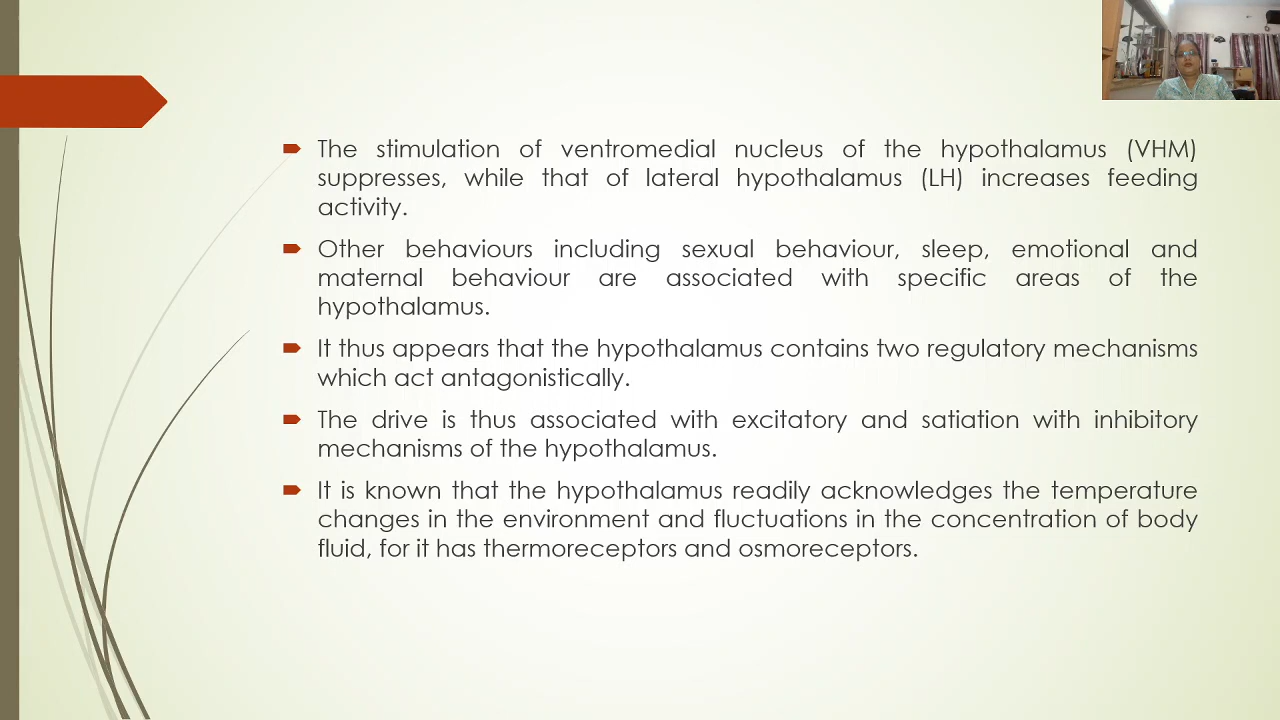 The stimulation of ventromedial nucleus of the hypothalamus (VHM)
suppresses, while that of lateral hypothalamus (LH) increases feeding
activity.
Other behaviours including sexual behaviour, sleep, emotional and
maternal behaviour are associated with specific areas of the
hypothalamus.
It thus appears that the hypothalamus contains two regulatory mechanisms
which act antagonistically.
The drive is thus associated with excitatory and satiation with inhibitory
mechanisms of the hypothalamus.
It is known that the hypothalamus readily acknowledges the temperature
changes in the environment and fluctuations in the concentration of body
fluid, for it has thermoreceptors and osmoreceptors.